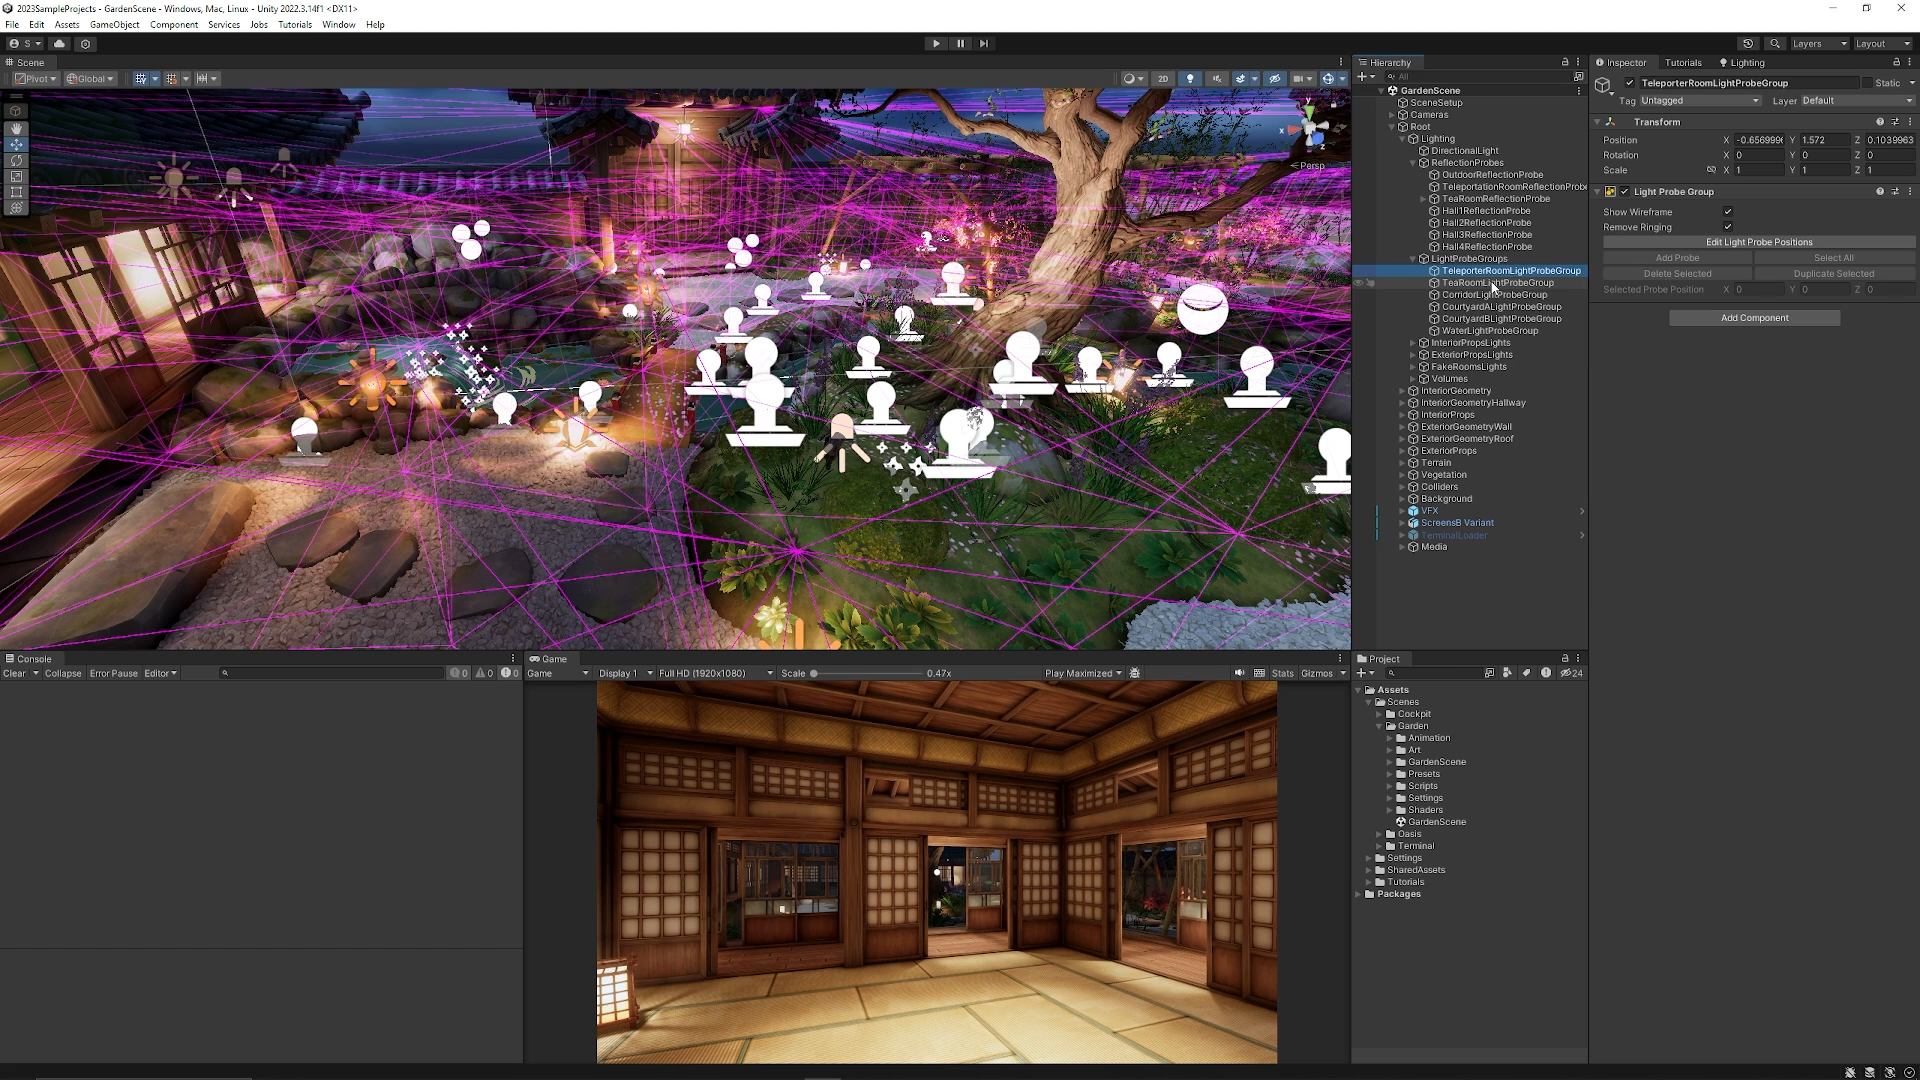 2023SampleProjects - GardenScene - Windows, Mac, Linux - Unity 2022.3.14f1 <DX11>
File Edit Assets GameObject Component Services Jobs Tutorials Window Help
S
Layers Layout
Scene
Pivot Global
2D
Persp
x y z
Hierarchy
All
GardenScene
SceneSetup
Cameras
Root
Lighting
DirectionalLight
ReflectionProbes
OutdoorReflectionProbe
TeleportationRoomReflectionProbe
TeaRoomReflectionProbe
Hall1ReflectionProbe
Hall2ReflectionProbe
Hall3ReflectionProbe
Hall4ReflectionProbe
LightProbeGroups
TeleporterRoomLightProbeGroup
TeaRoomLightProbeGroup
CorridorLightProbeGroup
CourtyardALightProbeGroup
CourtyardBLightProbeGroup
WaterLightProbeGroup
InteriorPropsLights
ExteriorPropsLights
FakeRoomsLights
Volumes
InteriorGeometry
InteriorGeometryHallway
InteriorProps
ExteriorGeometryWall
ExteriorGeometryRoof
ExteriorProps
Terrain
Vegetation
Colliders
Background
VFX
ScreensB Variant
TerminalLoader
Media
Inspector Tutorials Lighting
TeleporterRoomLightProbeGroup Static
Tag Untagged Layer Default
Transform
Position X -0.656999 Y 1.572 Z 0.1039963
Rotation X 0 Y 0 Z 0
Scale X 1 Y 1 Z 1
Light Probe Group
Show Wireframe
Remove Ringing
Edit Light Probe Positions
Add Probe Select All
Delete Selected Duplicate Selected
Selected Probe Position X 0 Y 0 Z 0
Add Component
Console
Clear Collapse Error Pause Editor 0 0 0
Game
Game Display 1 Full HD (1920x1080) Scale 0.47x Play Maximized Stats Gizmos
Project
24
Assets
Scenes
Cockpit
Garden
Animation
Art
GardenScene
Presets
Scripts
Settings
Shaders
GardenScene
Oasis
Terminal
Settings
SharedAssets
Tutorials
Packages